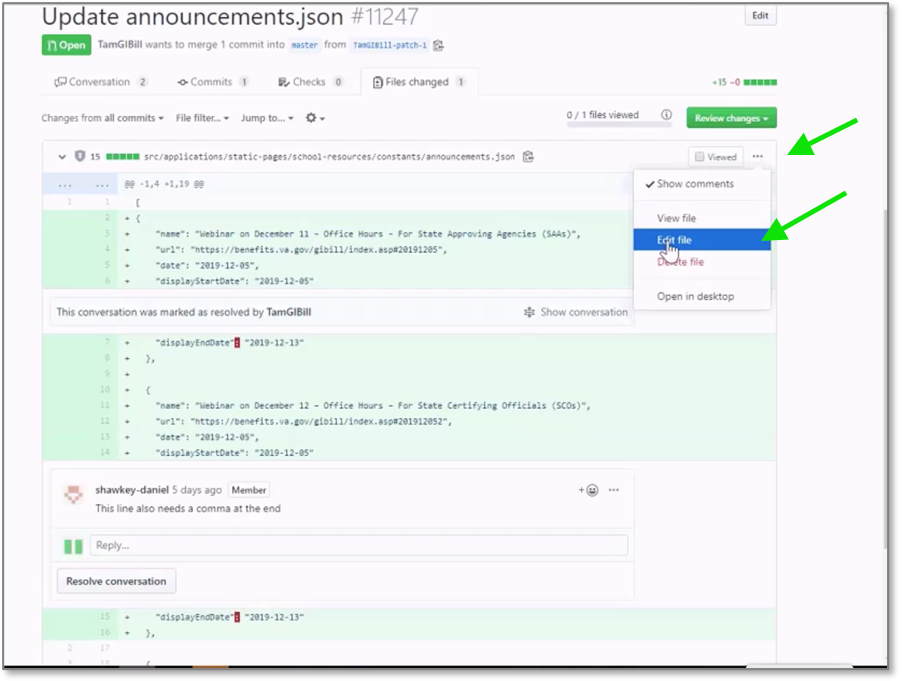 Update announcements.json #11247
Edit
Open TamGIBill wants to merge 1 commit into master from TamGIBill-patch-1
Conversation 2 Commits 1 Checks 0 Files changed 1 +15 −0
Changes from all commits File filter... Jump to... 0 / 1 files viewed Review changes
15 src/applications/static-pages/school-resources/constants/announcements.json Viewed ...
... ... @@ -1,4 +1,19 @@
1 1 [
2 + {
3 + "name": "Webinar on December 11 - Office Hours - For State Approving Agencies (SAAs)",
4 + "url": "https://benefits.va.gov/gibill/index.asp#20191205",
5 + "date": "2019-12-05",
6 + "displayStartDate": "2019-12-05"
Show comments
View file
Edit file
Delete file
Open in desktop
This conversation was marked as resolved by TamGIBill Show conversation
7 + "displayEndDate": "2019-12-13"
8 + },
9 +
10 + {
11 + "name": "Webinar on December 12 - Office Hours - For State Certifying Officials (SCOs)",
12 + "url": "https://benefits.va.gov/gibill/index.asp#201912052",
13 + "date": "2019-12-05",
14 + "displayStartDate": "2019-12-05"
shawkey-daniel 5 days ago Member
This line also needs a comma at the end
Reply...
Resolve conversation
15 + "displayEndDate": "2019-12-13"
16 + },
2 17
3 18 {